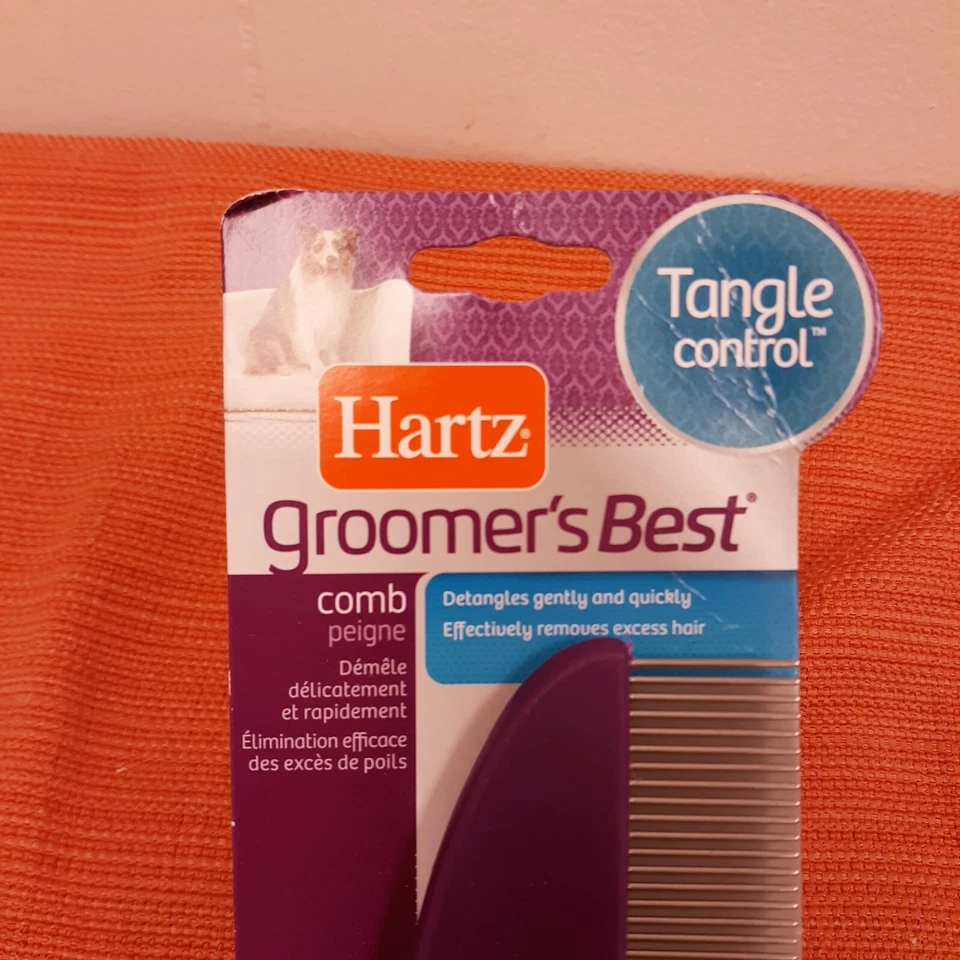 Tangle
control™
Hartz®
groomer's Best®
comb
peigne
Démêle
délicatement
et rapidement
Élimination efficace
des excès de poils
Detangles gently and quickly
Effectively removes excess hair